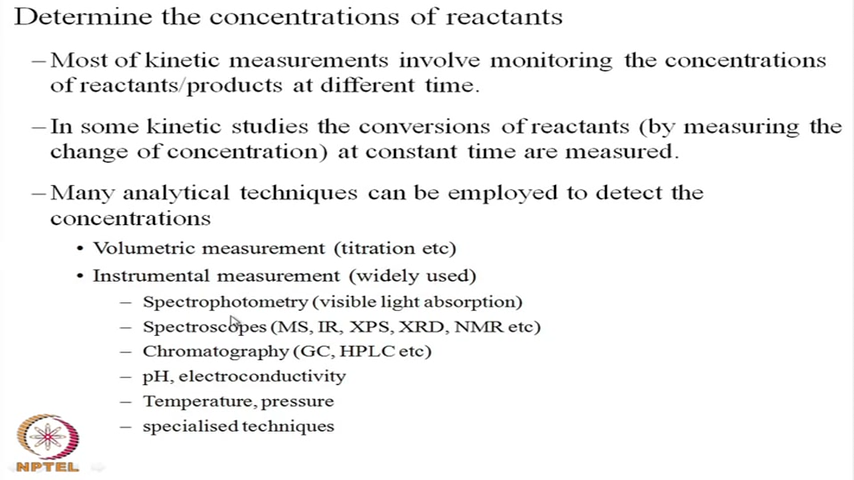 Determine the concentrations of reactants
– Most of kinetic measurements involve monitoring the concentrations
of reactants/products at different time.
– In some kinetic studies the conversions of reactants (by measuring the
change of concentration) at constant time are measured.
– Many analytical techniques can be employed to detect the
concentrations
• Volumetric measurement (titration etc)
• Instrumental measurement (widely used)
– Spectrophotometry (visible light absorption)
– Spectroscopes (MS, IR, XPS, XRD, NMR etc)
– Chromatography (GC, HPLC etc)
– pH, electroconductivity
– Temperature, pressure
– specialised techniques
NPTEL